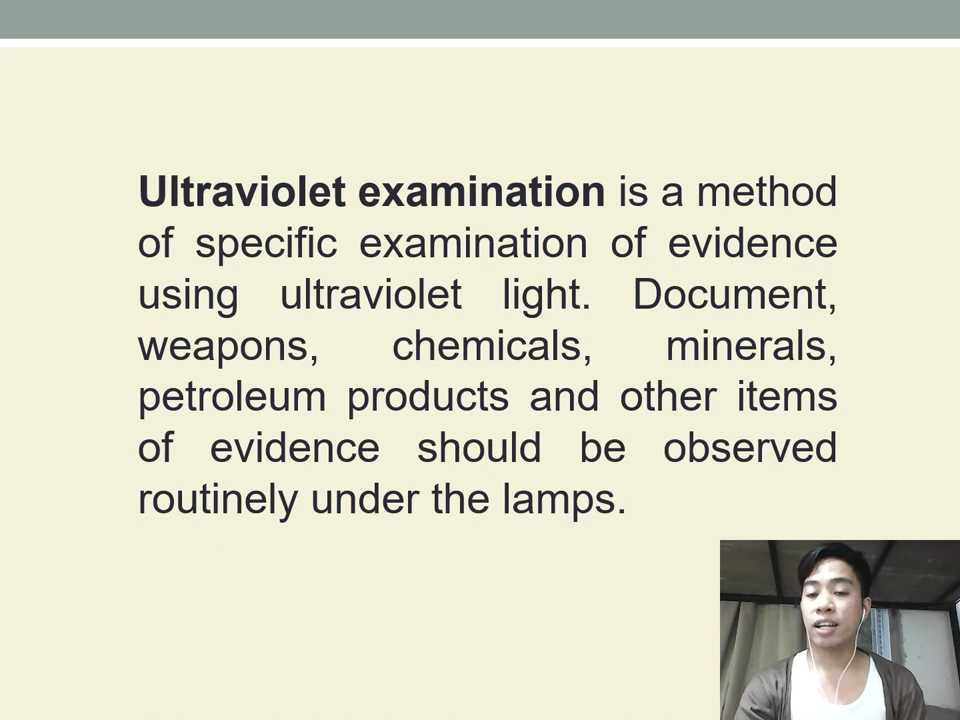 Ultraviolet examination is a method
of specific examination of evidence
using ultraviolet light. Document,
weapons, chemicals, minerals,
petroleum products and other items
of evidence should be observed
routinely under the lamps.